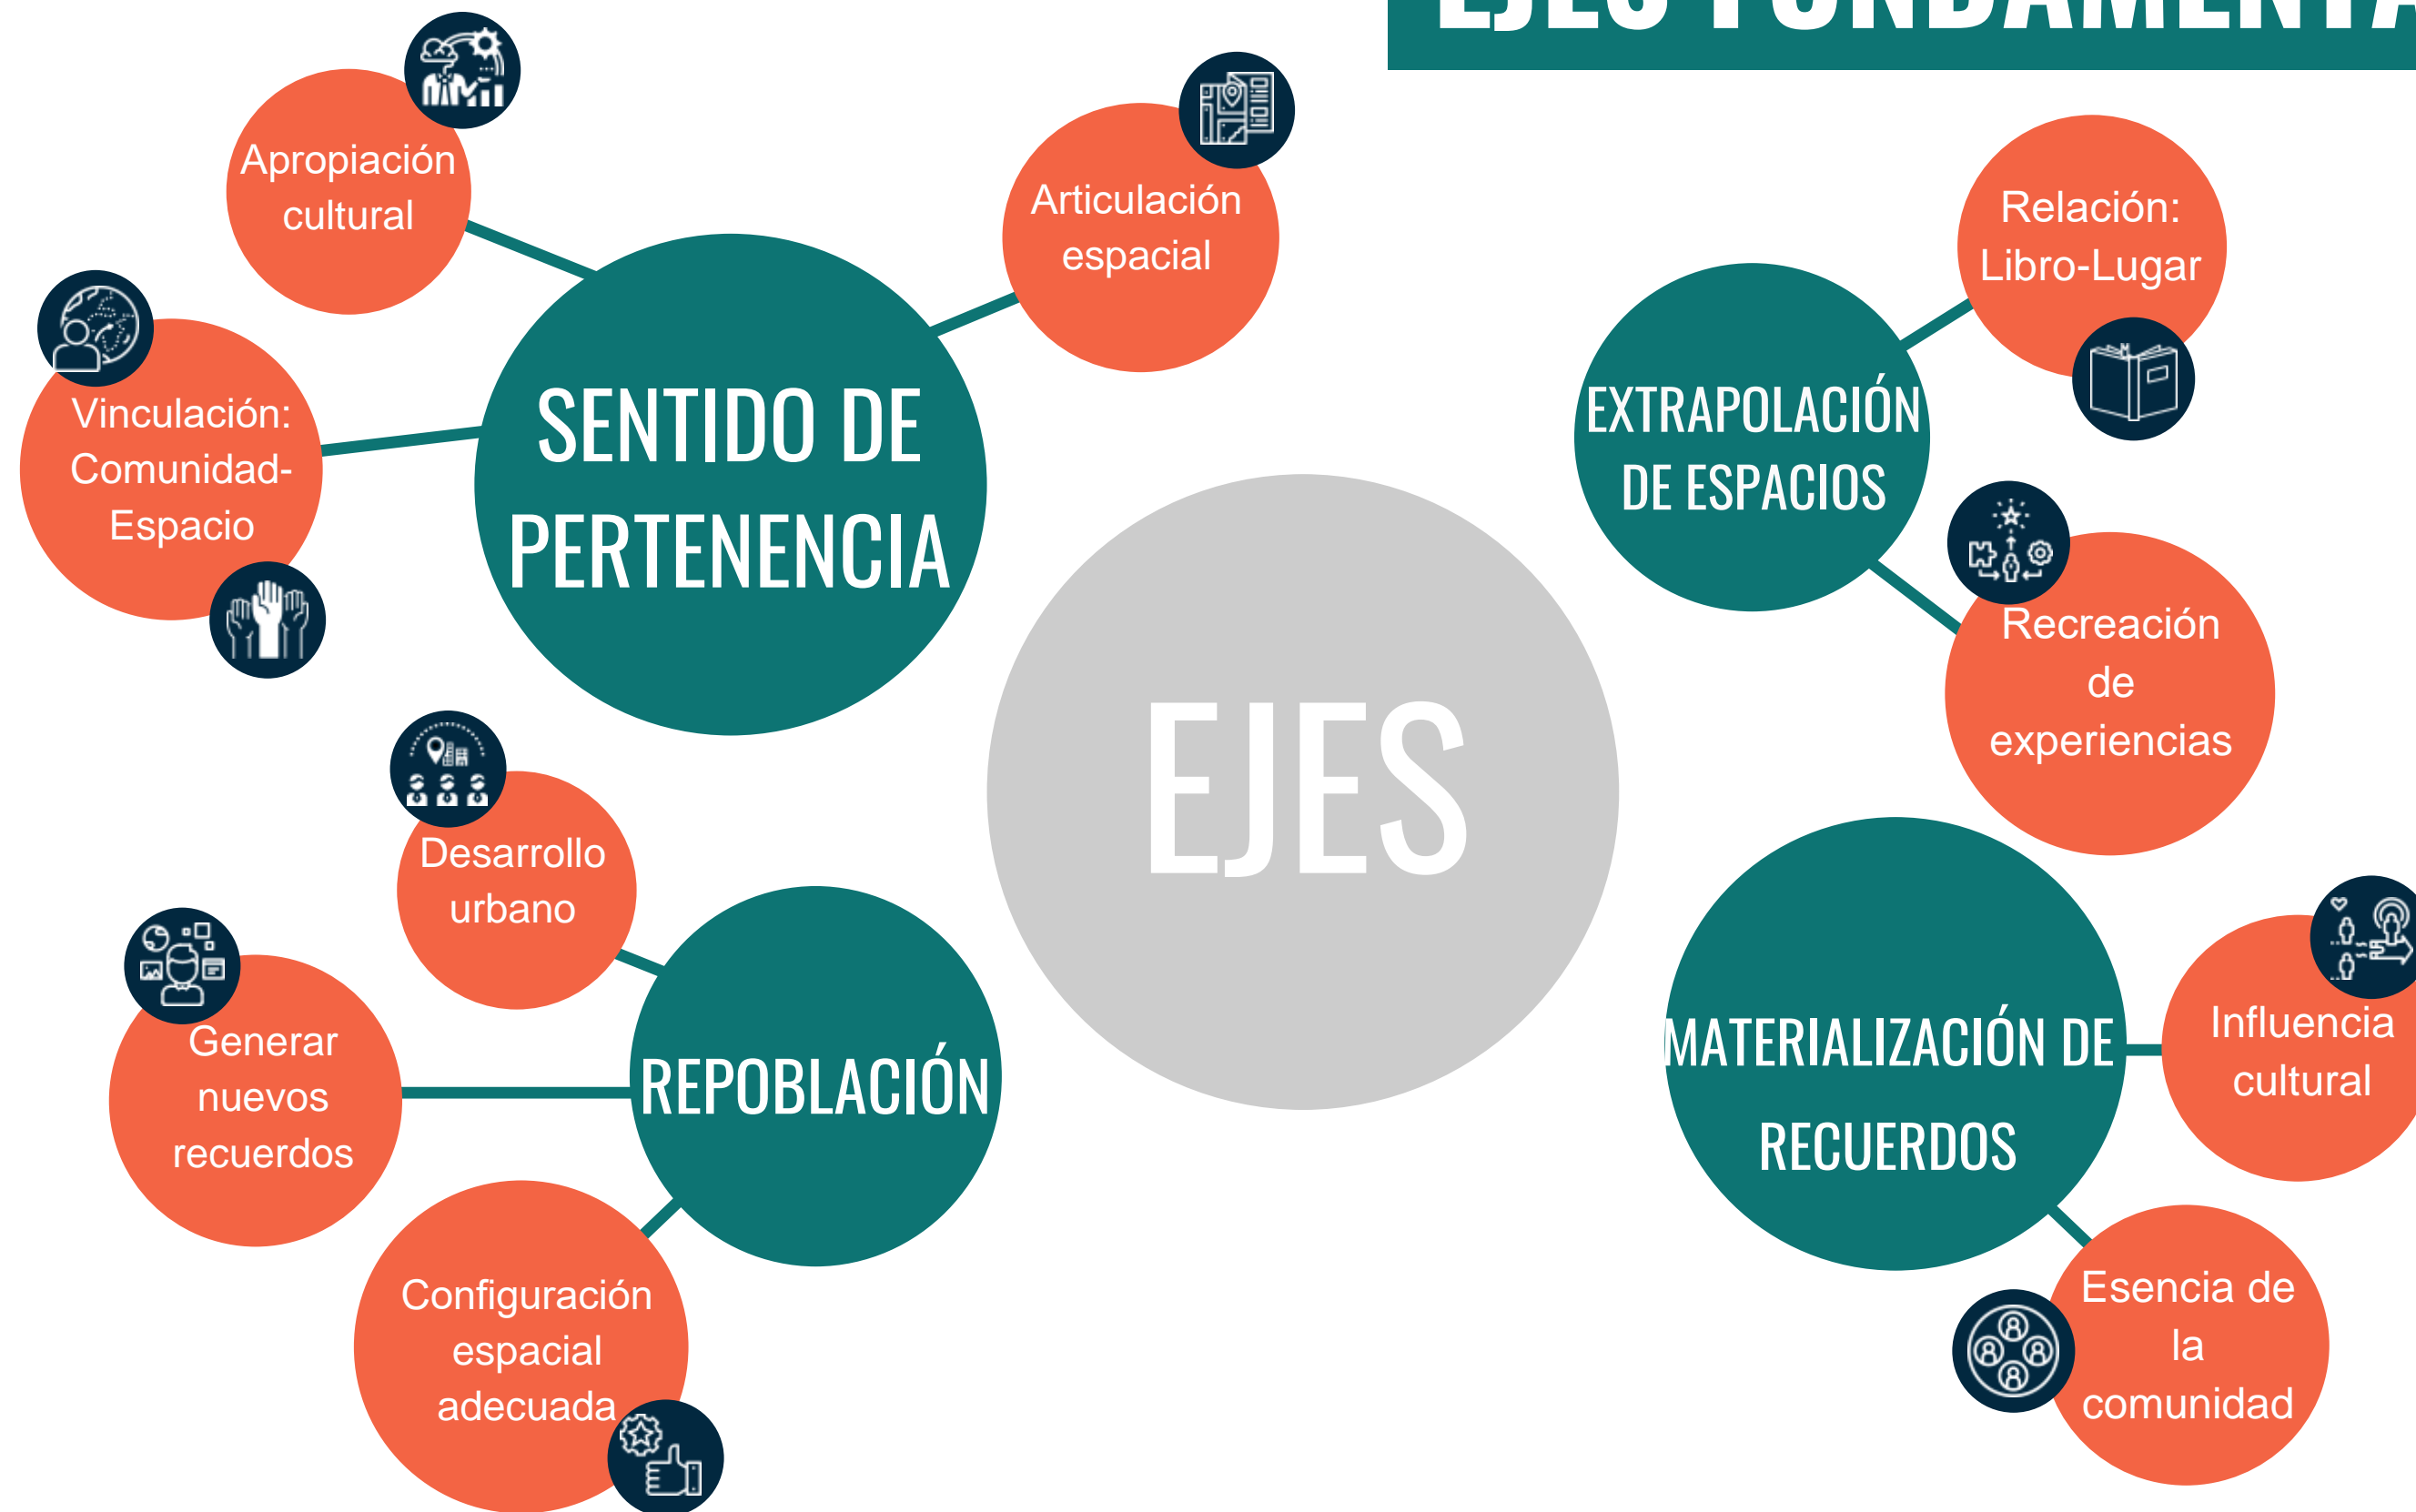 EJES
Apropiación
cultural
Articulación
espacial
Vinculación:
Comunidad-
Espacio
SENTIDO DE
PERTENENCIA
Relación:
Libro-Lugar
EXTRAPOLACIÓN
DE ESPACIOS
Recreación
de
experiencias
EJES
Desarrollo
urbano
Generar
nuevos
recuerdos
REPOBLACIÓN
Configuración
espacial
adecuada
MATERIALIZACIÓN DE
RECUERDOS
Influencia
cultural
Esencia de
la
comunidad